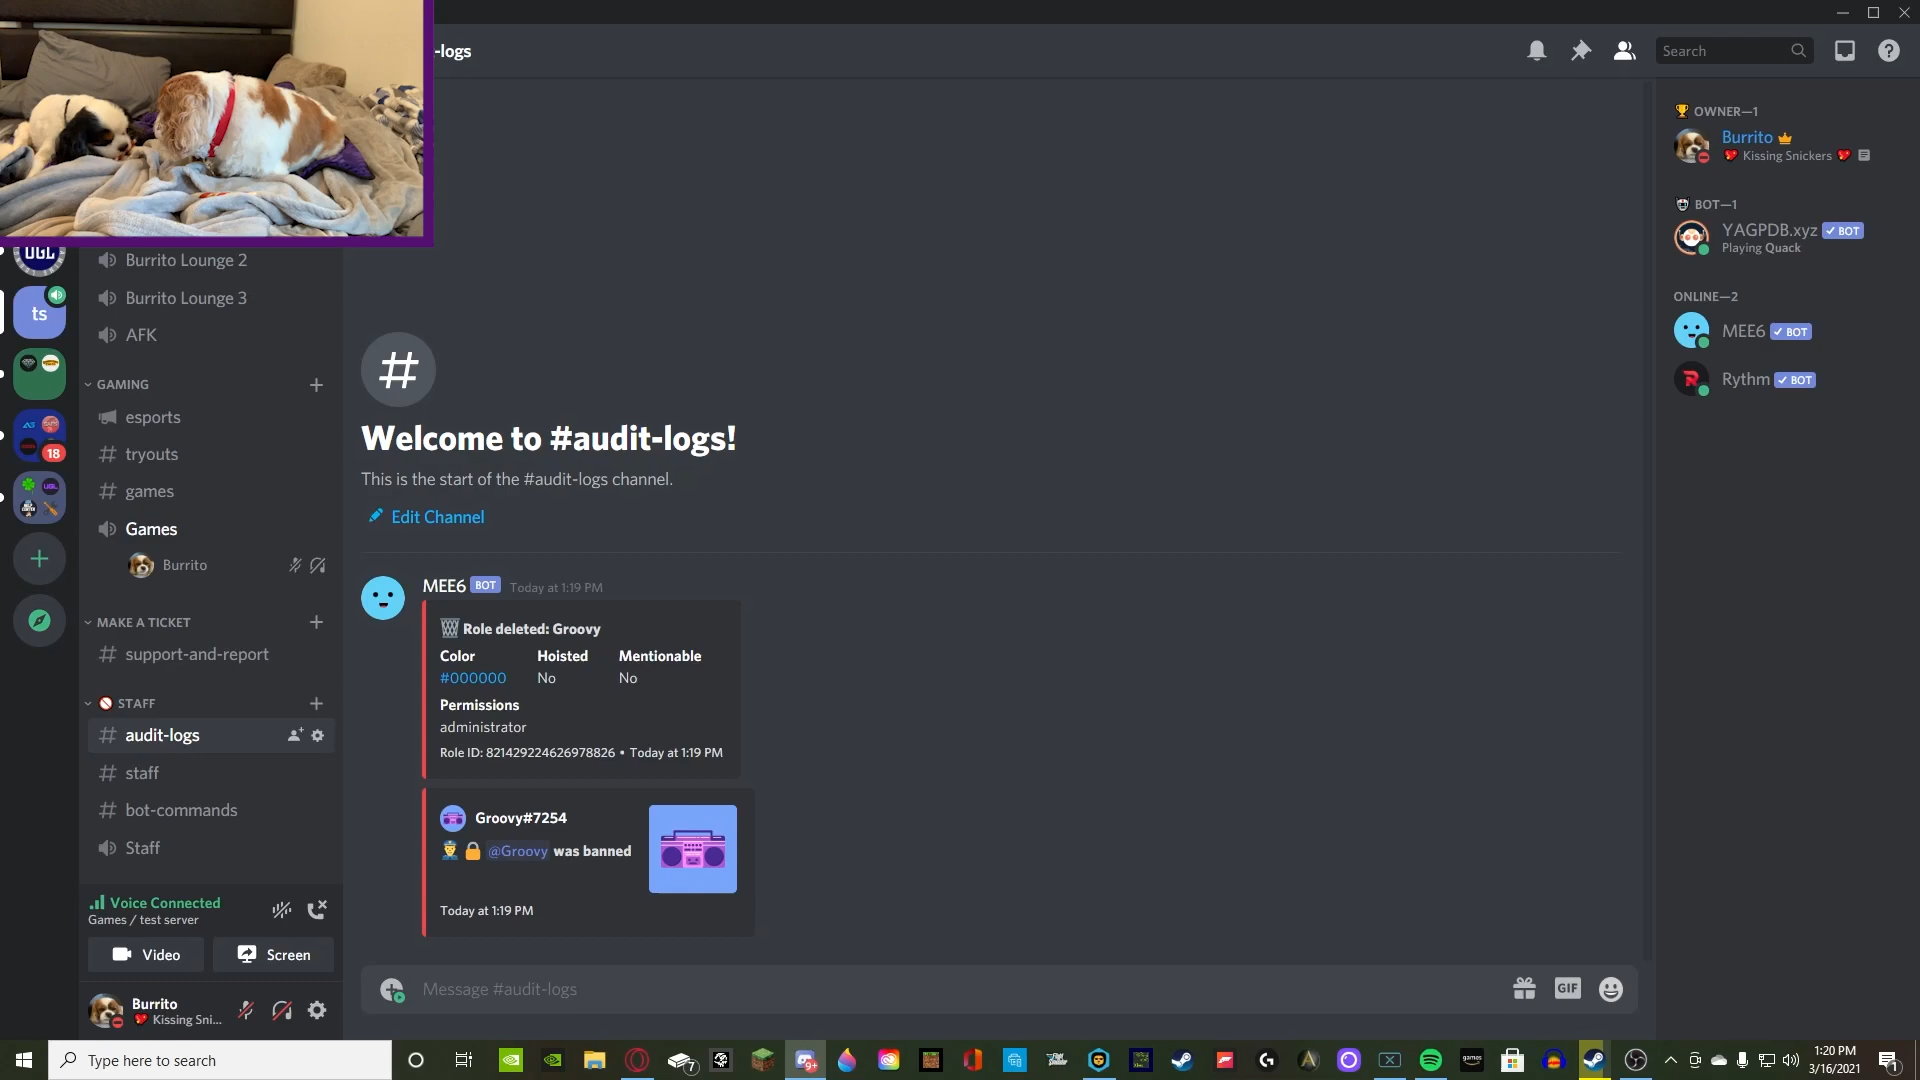 -logs
Search
UGL
ts
18
Burrito Lounge 2
Burrito Lounge 3
AFK
GAMING
esports
tryouts
games
Games
Burrito
MAKE A TICKET
support-and-report
STAFF
audit-logs
staff
bot-commands
Staff
Voice Connected
Games / test server
Video
Screen
Burrito
Kissing Sni...
Welcome to #audit-logs!
This is the start of the #audit-logs channel.
Edit Channel
MEE6 BOT Today at 1:19 PM
Role deleted: Groovy
Color Hoisted Mentionable
#000000 No No
Permissions
administrator
Role ID: 821429224626978826 • Today at 1:19 PM
Groovy#7254
@Groovy was banned
Today at 1:19 PM
Message #audit-logs
GIF
OWNER—1
Burrito
Kissing Snickers
BOT—1
YAGPDB.xyz BOT
Playing Quack
ONLINE—2
MEE6 BOT
Rythm BOT
Type here to search
7
9+
1:20 PM
3/16/2021
1